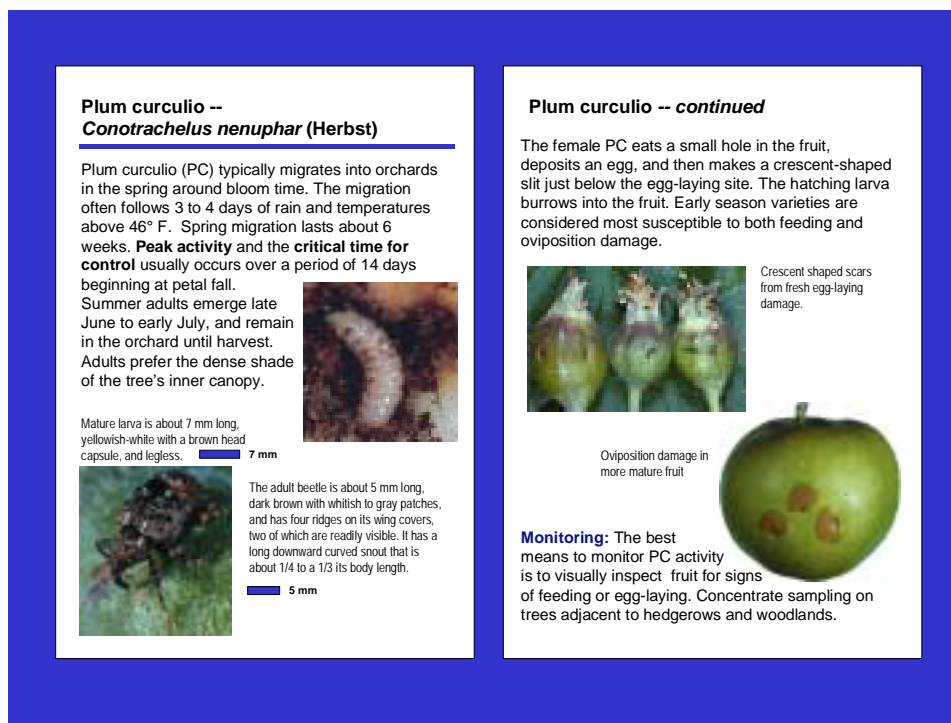 Plum curculio --
Conotrachelus nenuphar (Herbst)
Plum curculio (PC) typically migrates into orchards
in the spring around bloom time. The migration
often follows 3 to 4 days of rain and temperatures
above 46° F.  Spring migration lasts about 6
weeks. Peak activity and the critical time for
control usually occurs over a period of 14 days
beginning at petal fall.
Summer adults emerge late
June to early July, and remain
in the orchard until harvest.
Adults prefer the dense shade
of the tree's inner canopy.
Mature larva is about 7 mm long,
yellowish-white with a brown head
capsule, and legless.
7 mm
The adult beetle is about 5 mm long,
dark brown with whitish to gray patches,
and has four ridges on its wing covers,
two of which are readily visible. It has a
long downward curved snout that is
about 1/4 to a 1/3 its body length.
5 mm
Plum curculio -- continued
The female PC eats a small hole in the fruit,
deposits an egg, and then makes a crescent-shaped
slit just below the egg-laying site. The hatching larva
burrows into the fruit. Early season varieties are
considered most susceptible to both feeding and
oviposition damage.
Crescent shaped scars
from fresh egg-laying
damage.
Oviposition damage in
more mature fruit
Monitoring: The best
means to monitor PC activity
is to visually inspect  fruit for signs
of feeding or egg-laying. Concentrate sampling on
trees adjacent to hedgerows and woodlands.